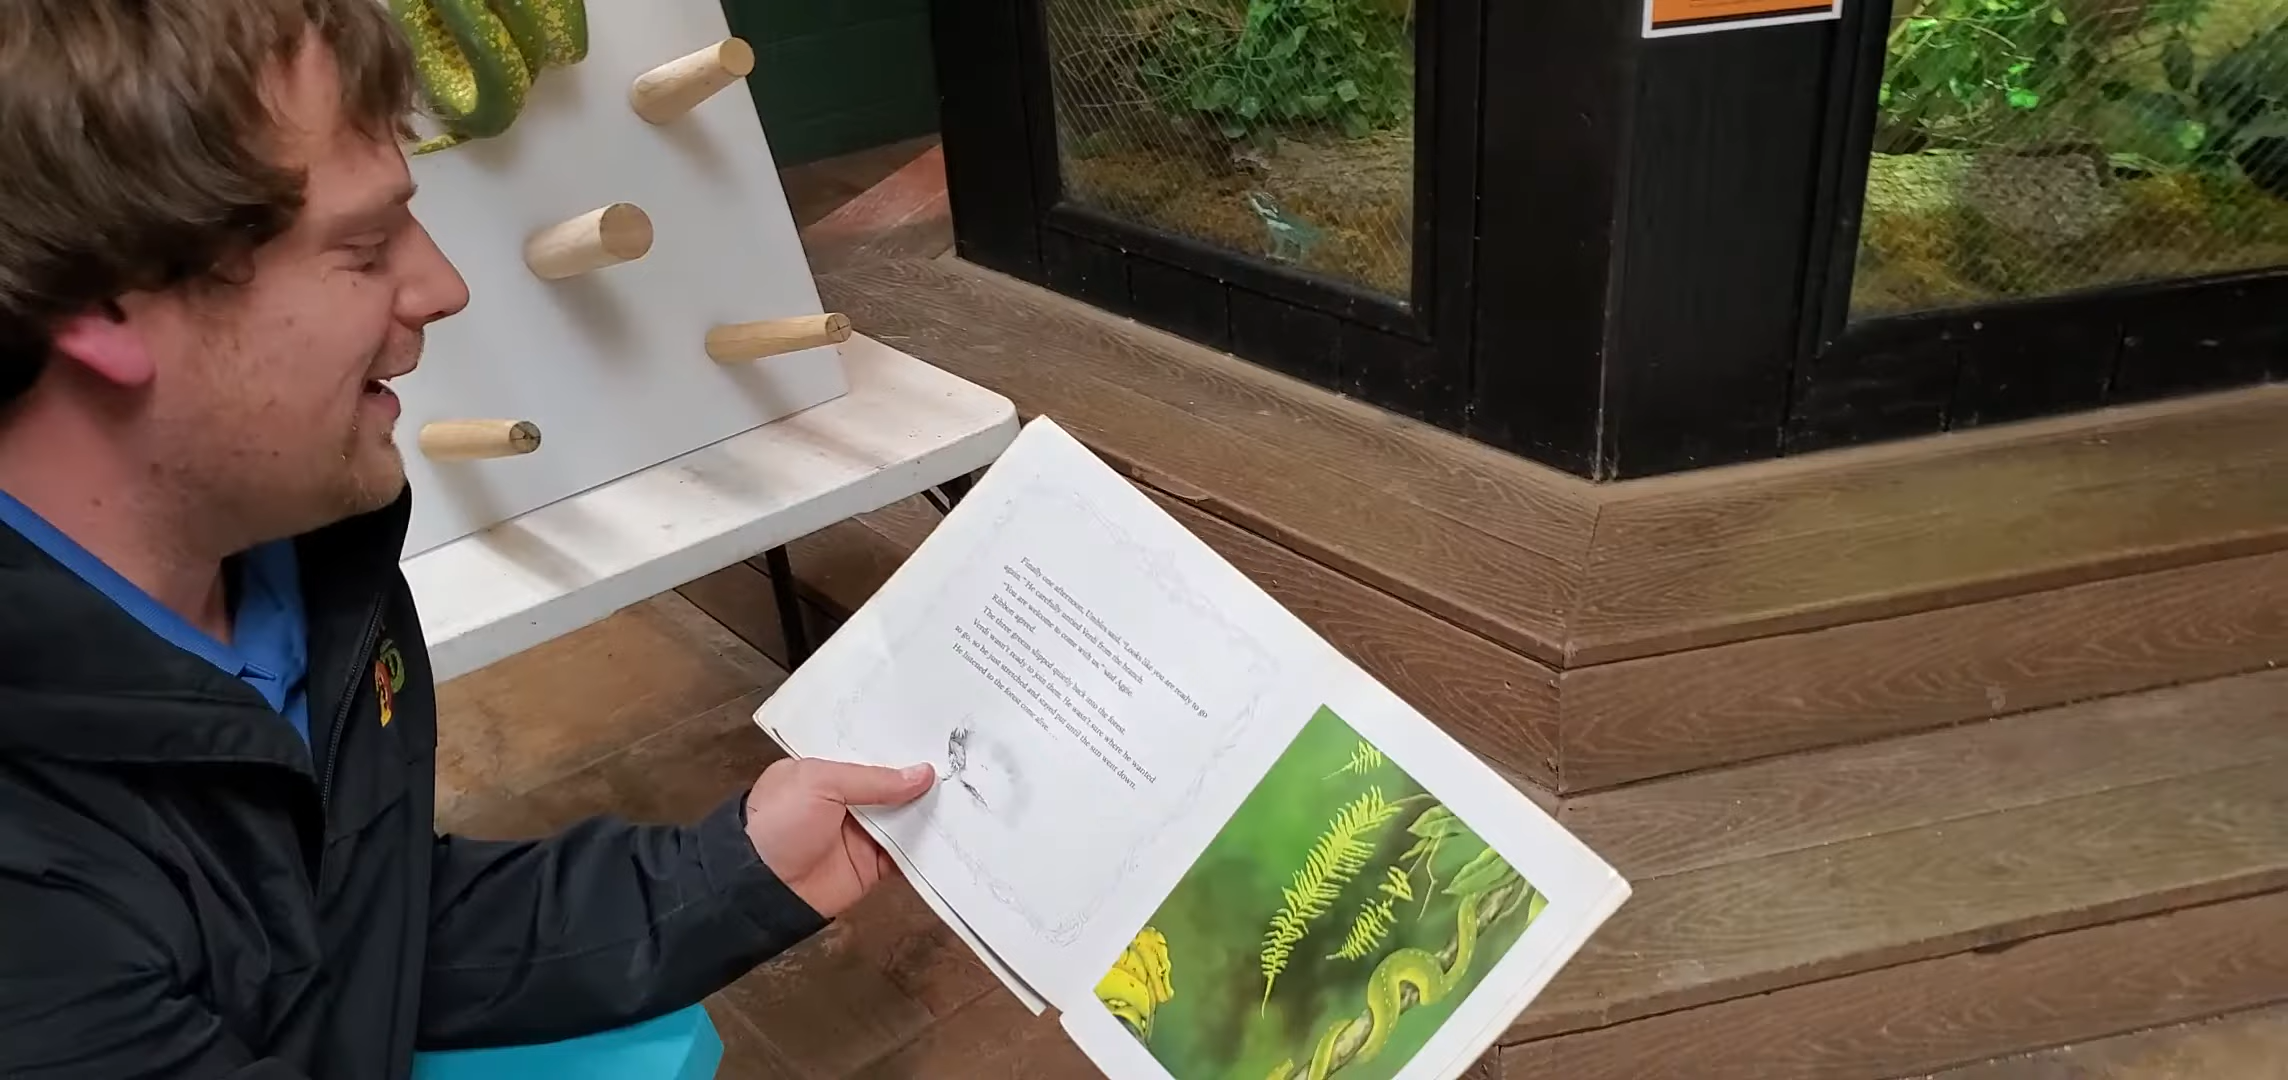 Finally one afternoon, Umbles said, "Looks like you are ready to go
again." He carefully untied Verdi from the branch.
"You are welcome to come with us," said Aggie.
Ribbon agreed.
The three greens slipped quietly back into the forest.
Verdi wasn't ready to join them. He wasn't sure where he wanted
to go, so he just stretched and stayed put until the sun went down.
He listened to the forest come alive. . . .